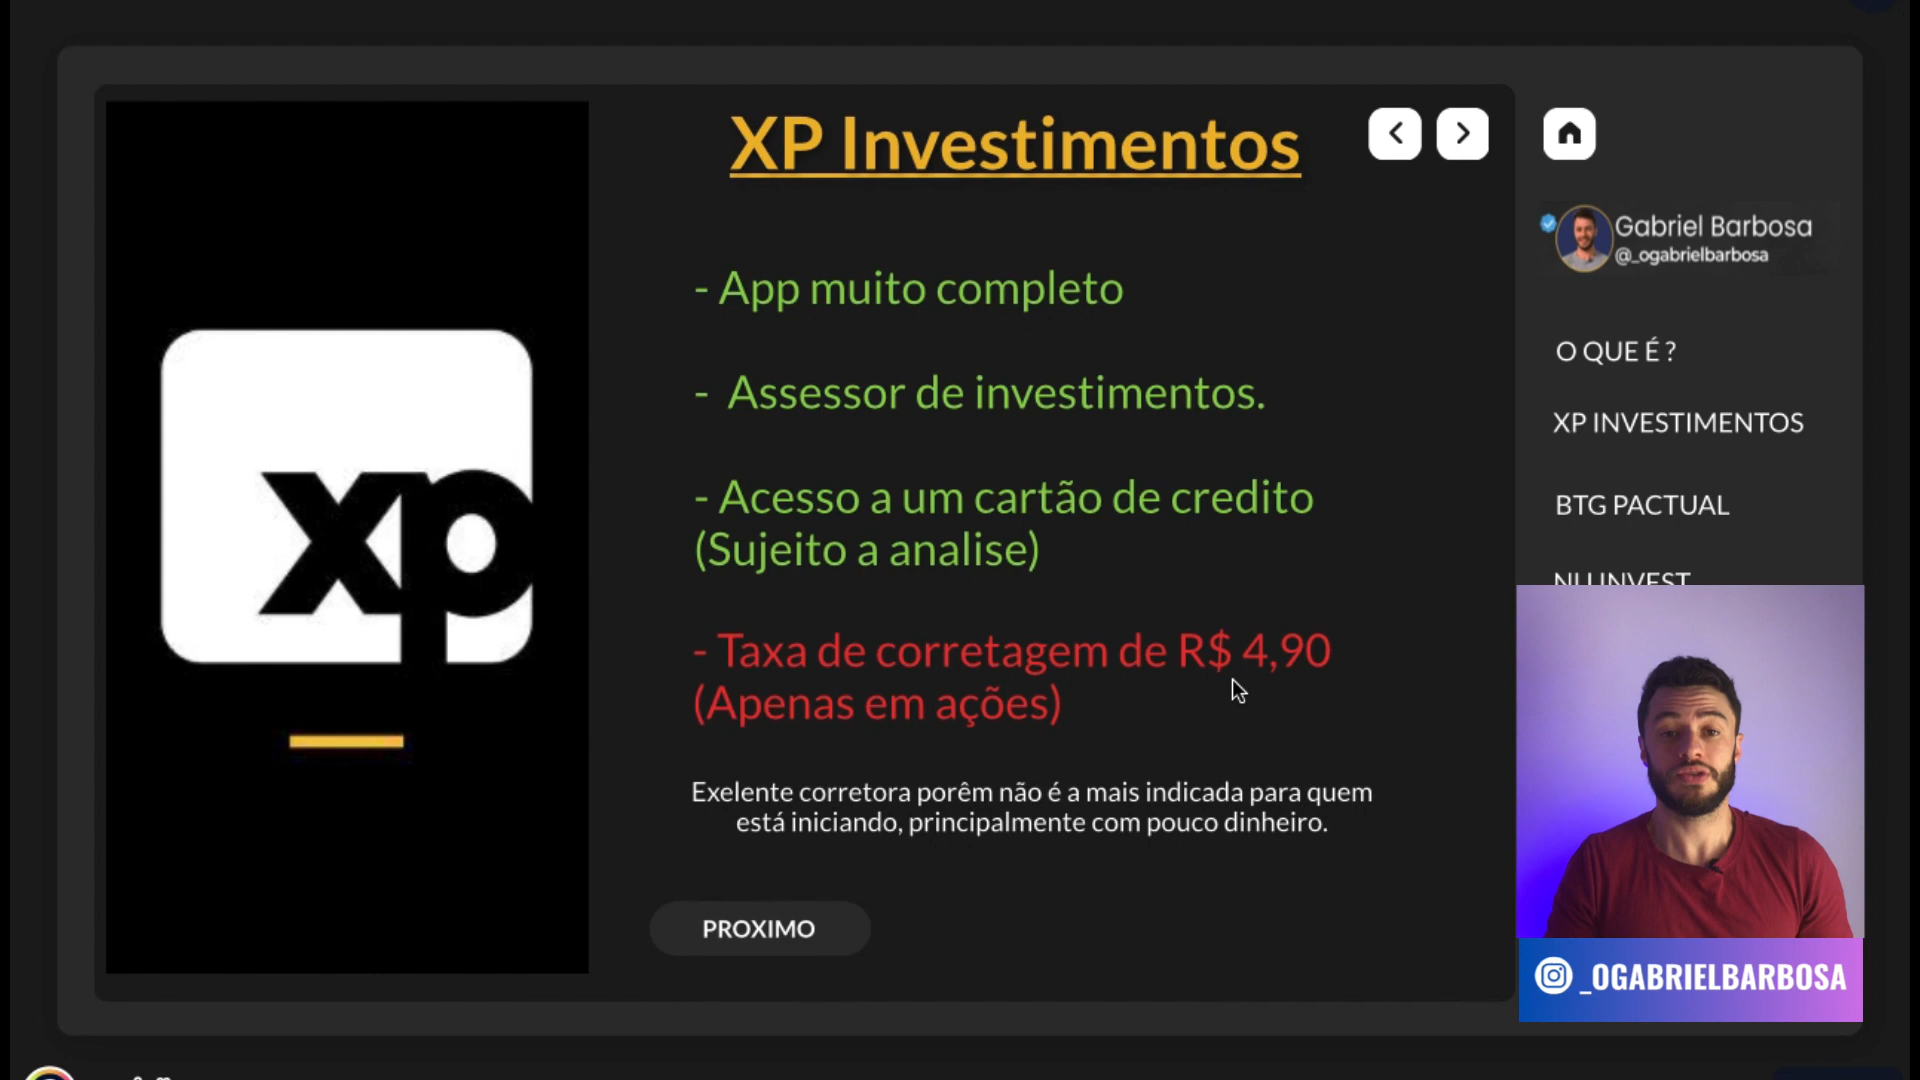 XP Investimentos
- App muito completo
- Assessor de investimentos.
- Acesso a um cartão de credito
(Sujeito a analise)
- Taxa de corretagem de R$ 4,90
(Apenas em ações)
Exelente corretora porêm não é a mais indicada para quem
está iniciando, principalmente com pouco dinheiro.
PROXIMO
xp
Gabriel Barbosa
@_ogabrielbarbosa
O QUE É ?
XP INVESTIMENTOS
BTG PACTUAL
NUINVEST
_OGABRIELBARBOSA